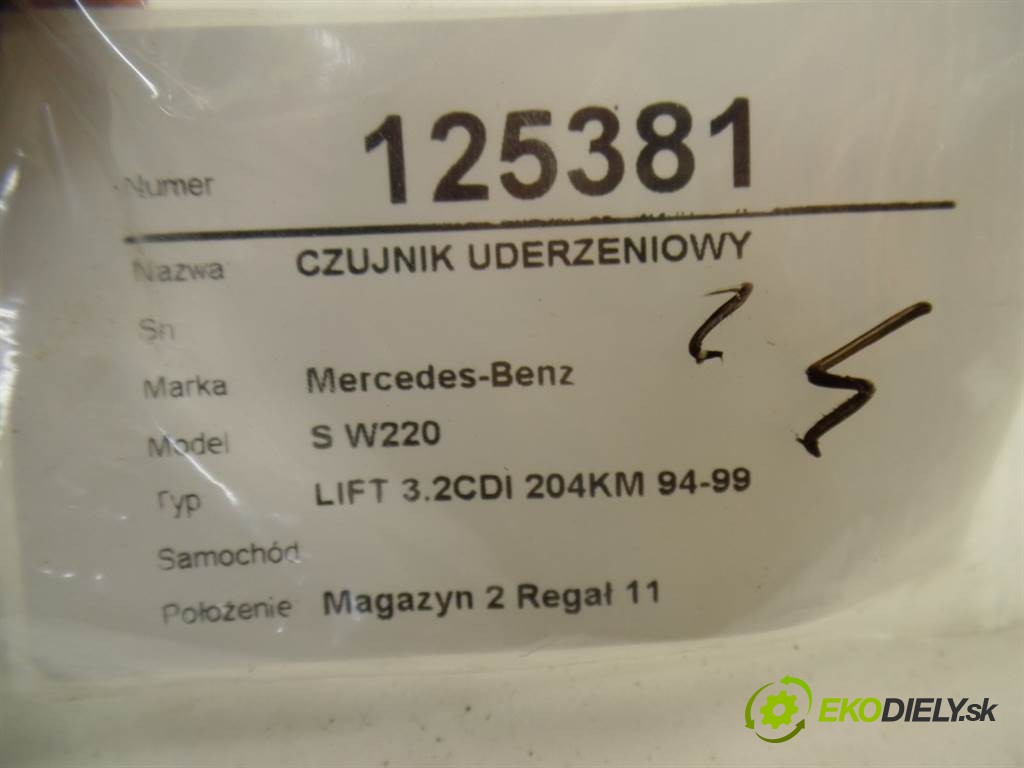 Numer 125381
Nazwa CZUJNIK UDERZENIOWY
Sn
Marka Mercedes-Benz
Model S W220
Typ LIFT 3.2CDI 204KM 94-99
Samochód
Położenie Magazyn 2 Regał 11
EKODIELY.sk